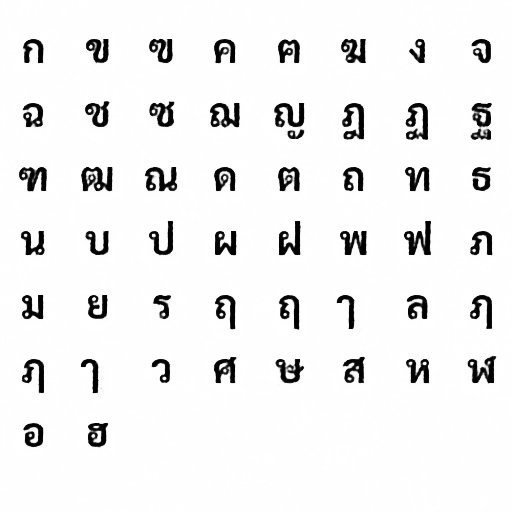 ก ข ฃ ค ฅ ฆ ง จ
ฉ ช ซ ฌ ญ ฎ ฏ ฐ
ฑ ฒ ณ ด ต ถ ท ธ
น บ ป ผ ฝ พ ฟ ภ
ม ย ร ฤ ฤ ๅ ล ฦ
ฦ ๅ ว ศ ษ ส ห ฬ
อ ฮ